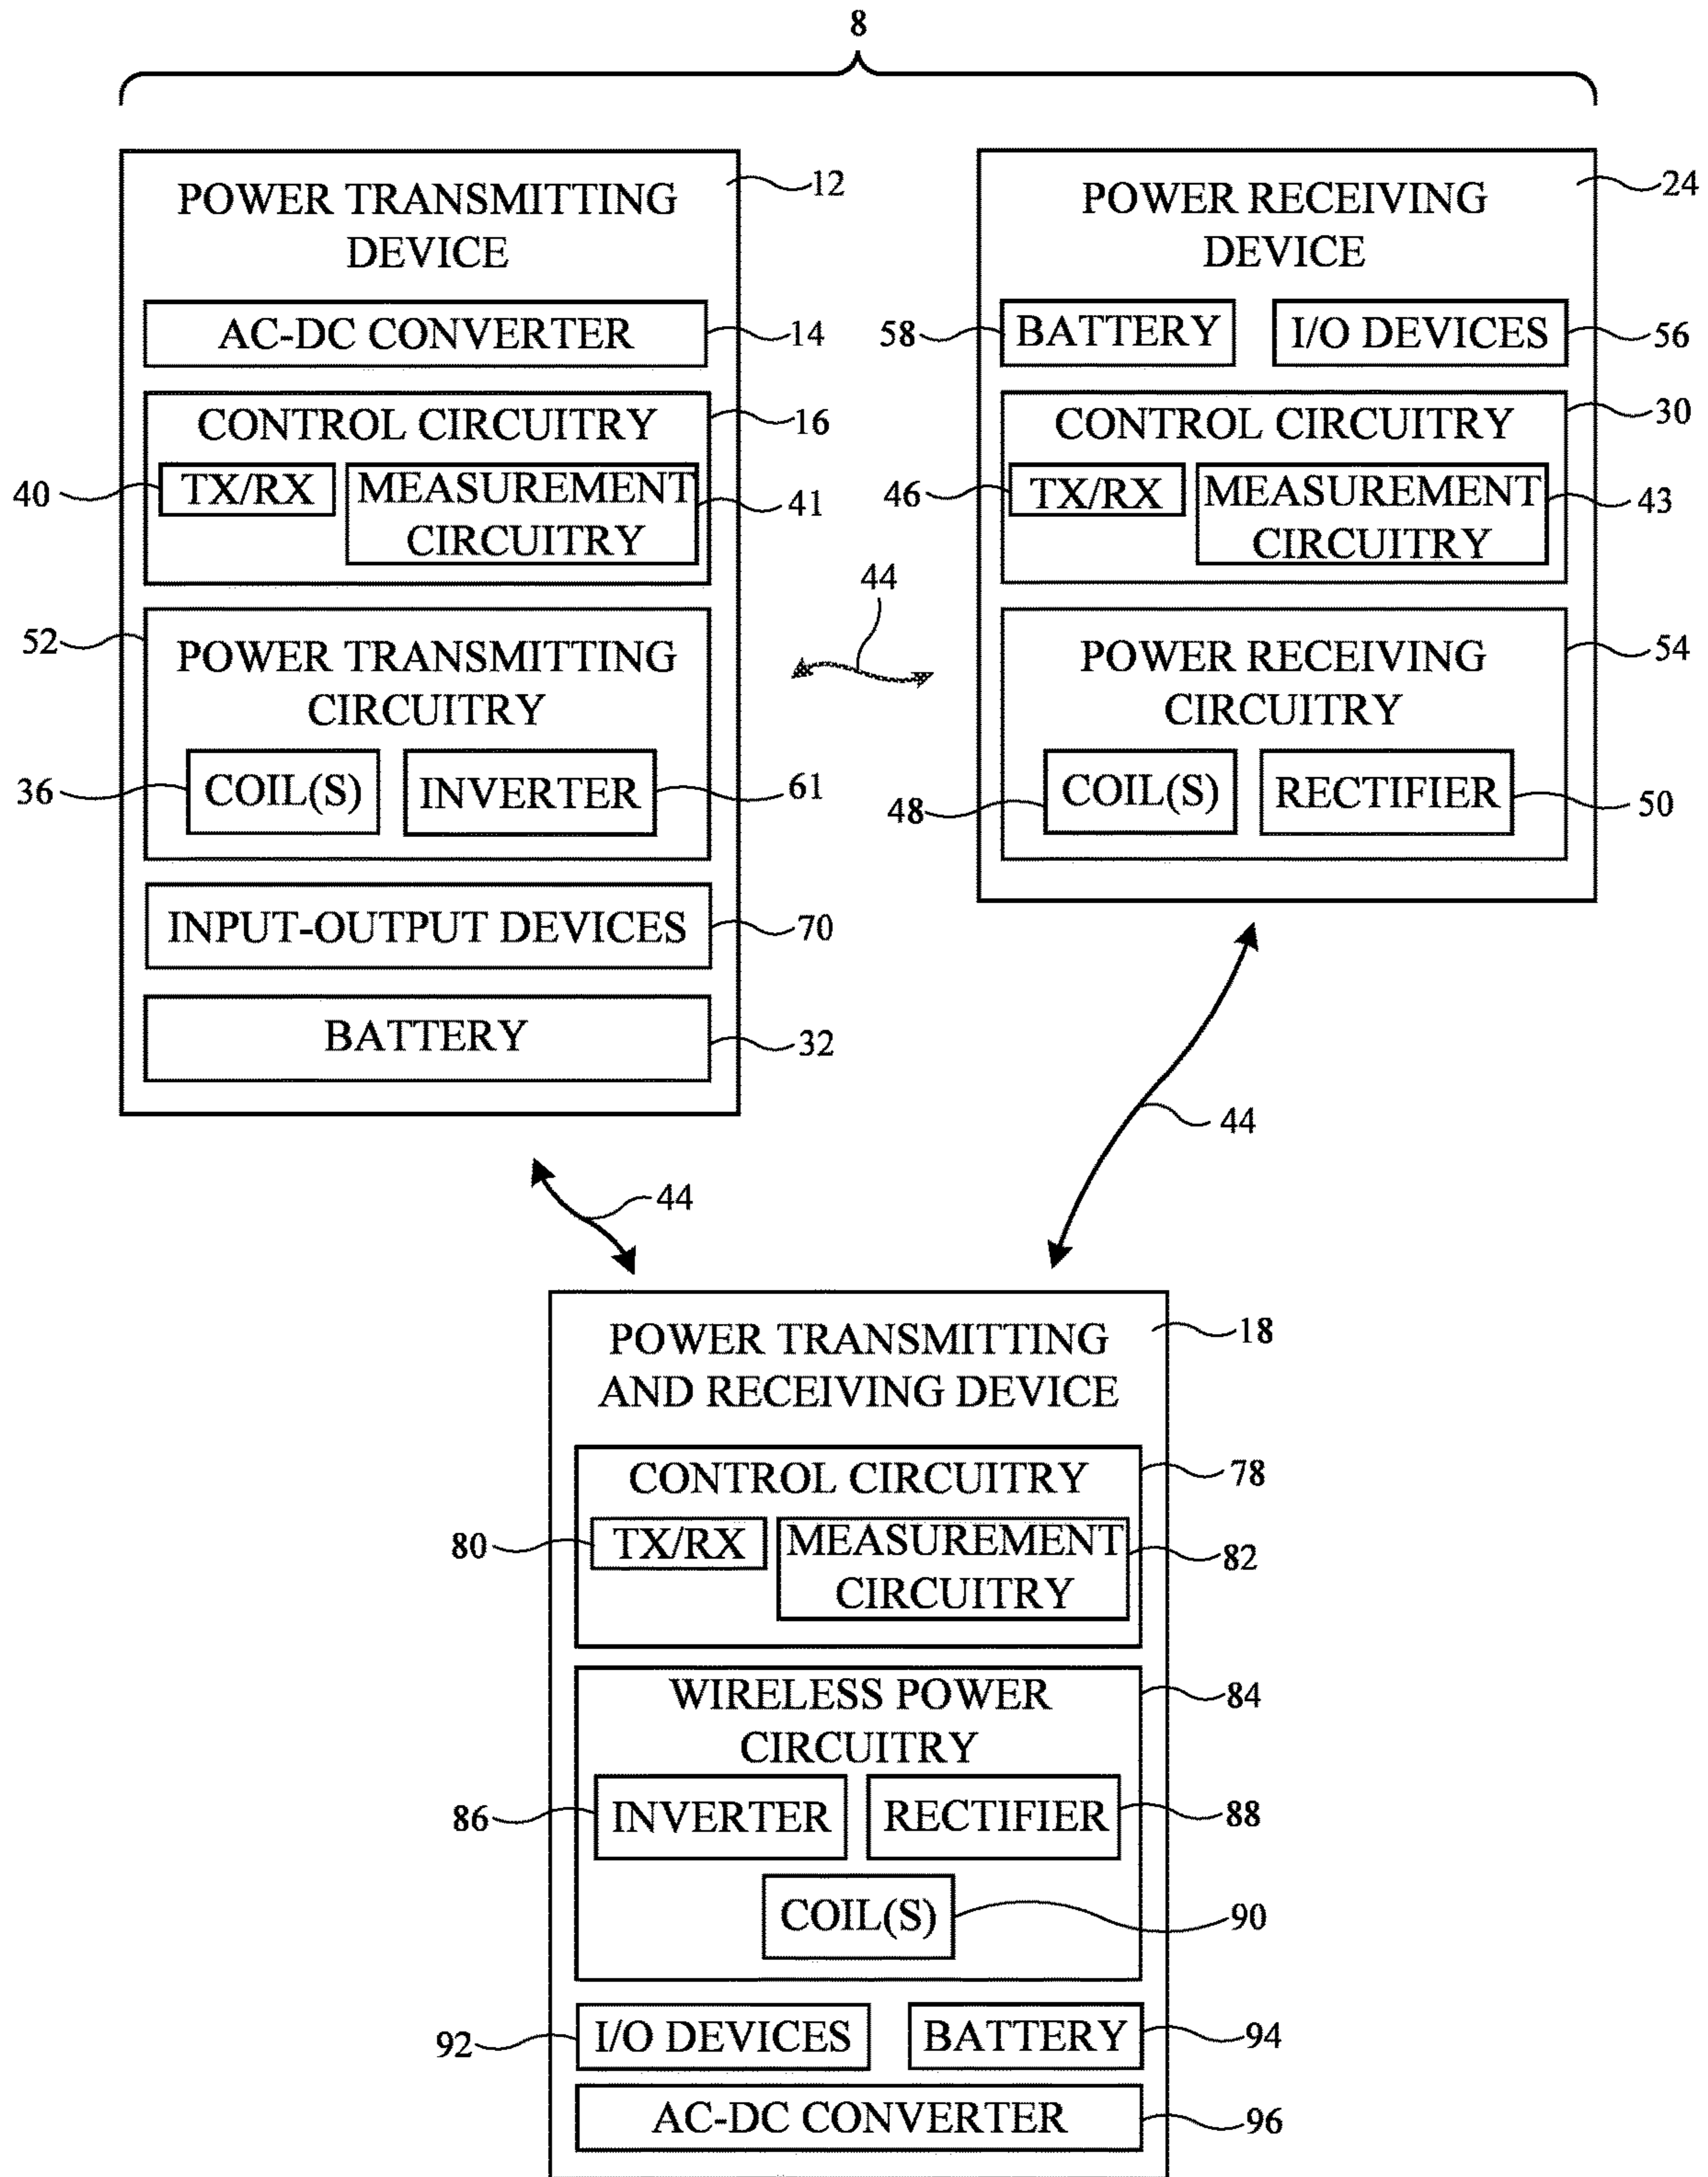 8
POWER TRANSMITTING
DEVICE
12
AC-DC CONVERTER
14
CONTROL CIRCUITRY
16
40
TX/RX
MEASUREMENT
CIRCUITRY
41
52
POWER TRANSMITTING
CIRCUITRY
36
COIL(S)
INVERTER
61
INPUT-OUTPUT DEVICES
70
BATTERY
32
44
POWER RECEIVING
DEVICE
24
58
BATTERY
I/O DEVICES
56
CONTROL CIRCUITRY
30
46
TX/RX
MEASUREMENT
CIRCUITRY
43
POWER RECEIVING
CIRCUITRY
54
48
COIL(S)
RECTIFIER
50
44
44
POWER TRANSMITTING
AND RECEIVING DEVICE
18
CONTROL CIRCUITRY
78
80
TX/RX
MEASUREMENT
CIRCUITRY
82
WIRELESS POWER
CIRCUITRY
84
86
INVERTER
RECTIFIER
88
COIL(S)
90
92
I/O DEVICES
BATTERY
94
AC-DC CONVERTER
96